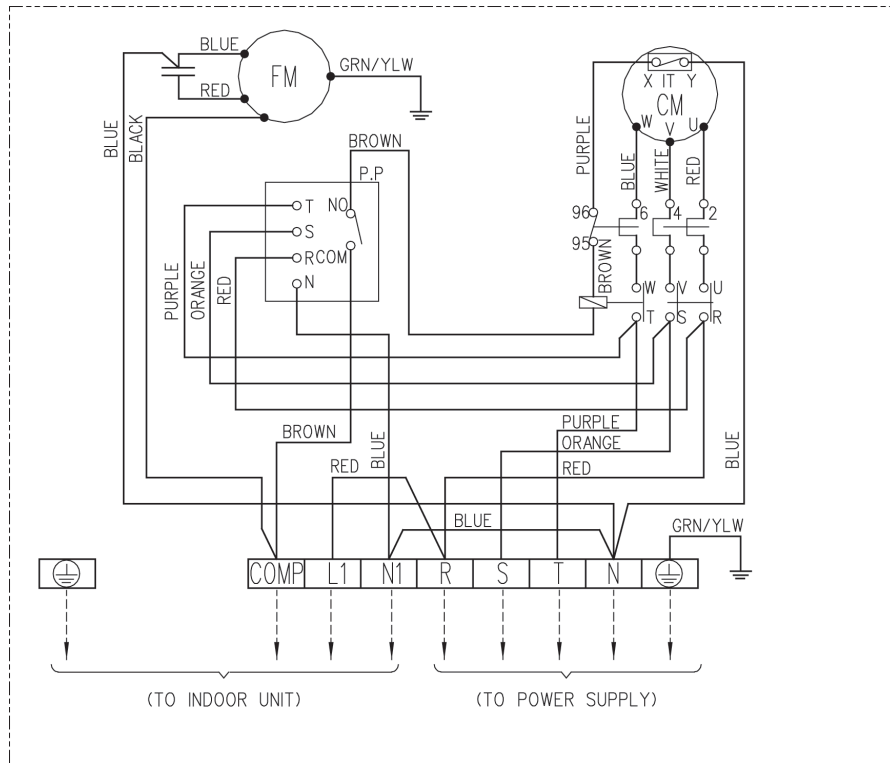 BLUE
FM
GRN/YLW
RED
BLUE
BLACK
BROWN
P.P
T NO
S
R COM
N
PURPLE
ORANGE
RED
X IT Y
CM
W V U
PURPLE
BLUE
WHITE
RED
96 6 4 2
95
BROWN
W V U
T S R
PURPLE
ORANGE
RED
BROWN
RED
BLUE
BLUE
BLUE
GRN/YLW
COMP L1 N1 R S T N
(TO INDOOR UNIT) (TO POWER SUPPLY)